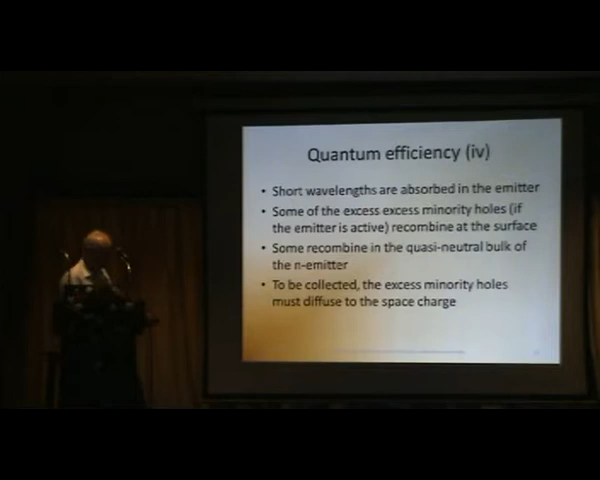 Quantum efficiency (iv)
• Short wavelengths are absorbed in the emitter
• Some of the excess excess minority holes (if
the emitter is active) recombine at the surface
• Some recombine in the quasi-neutral bulk of
the n-emitter
• To be collected, the excess minority holes
must diffuse to the space charge